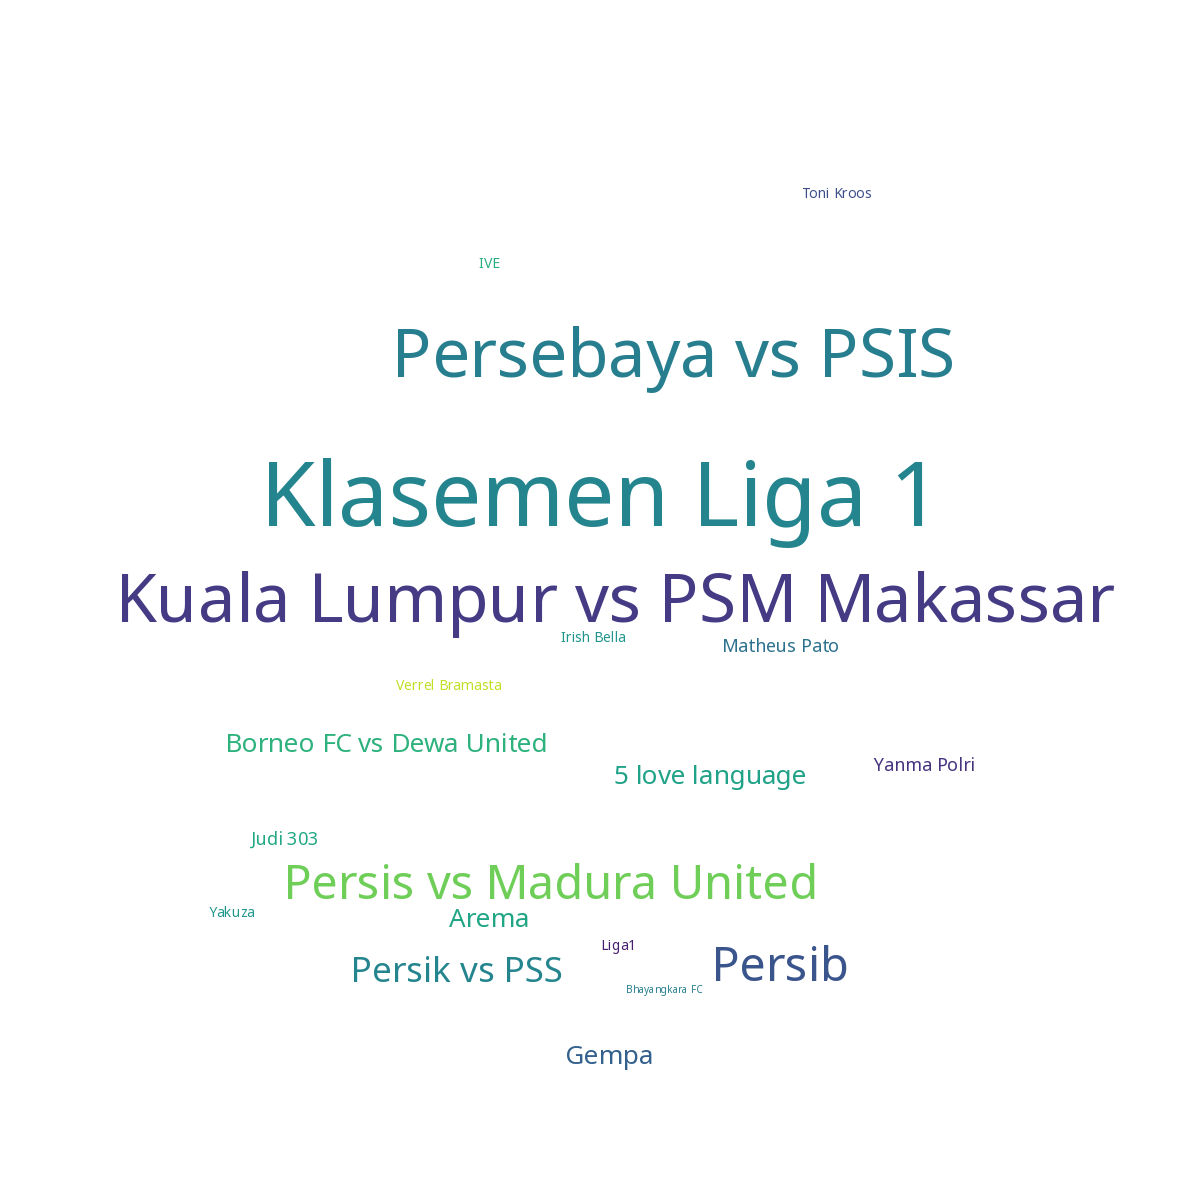 Toni Kroos
IVE
Persebaya vs PSIS
Klasemen Liga 1
Kuala Lumpur vs PSM Makassar
Irish Bella
Matheus Pato
Verrel Bramasta
Borneo FC vs Dewa United
5 love language
Yanma Polri
Judi 303
Persis vs Madura United
Yakuza
Arema
Liga1
Persik vs PSS
Persib
Bhayangkara FC
Gempa